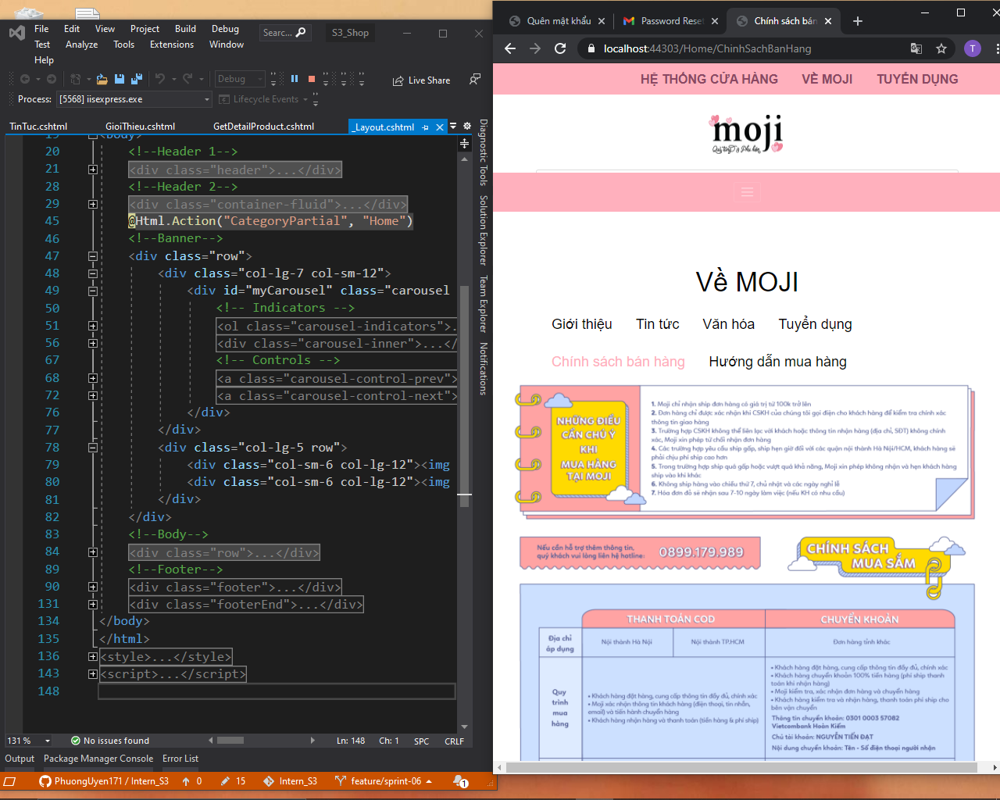 File Edit View Project Build Debug
Test Analyze Tools Extensions Window
Help
Searc...
S3_Shop
Debug
Live Share
Process: [5568] iisexpress.exe
Lifecycle Events
TinTuc.cshtml GioiThieu.cshtml GetDetailProduct.cshtml _Layout.cshtml
19 <body>
20 <!--Header 1-->
21 <div class="header">...</div>
28 <!--Header 2-->
29 <div class="container-fluid">...</div>
45 @Html.Action("CategoryPartial", "Home")
46 <!--Banner-->
47 <div class="row">
48 <div class="col-lg-7 col-sm-12">
49 <div id="myCarousel" class="carousel
50 <!-- Indicators -->
51 <ol class="carousel-indicators">.
56 <div class="carousel-inner">...</
67 <!-- Controls -->
68 <a class="carousel-control-prev">
72 <a class="carousel-control-next">
76 </div>
77 </div>
78 <div class="col-lg-5 row">
79 <div class="col-sm-6 col-lg-12"><img
80 <div class="col-sm-6 col-lg-12"><img
81 </div>
82 </div>
83 <!--Body-->
84 <div class="row">...</div>
89 <!--Footer-->
90 <div class="footer">...</div>
131 <div class="footerEnd">...</div>
134 </body>
135 </html>
136 <style>...</style>
143 <script>...</script>
148
131 % No issues found Ln: 148 Ch: 1 SPC CRLF
Output Package Manager Console Error List
PhuongUyen171 / Intern_S3 0 15 Intern_S3 feature/sprint-06 1
Diagnostic Tools
Solution Explorer
Team Explorer
Notifications
Quên mật khẩu
Password Rese
Chính sách bán
localhost:44303/Home/ChinhSachBanHang
T
HỆ THỐNG CỬA HÀNG VỀ MOJI TUYỂN DỤNG
moji
Quà tặng & Phụ kiện
Về MOJI
Giới thiệu Tin tức Văn hóa Tuyển dụng
Chính sách bán hàng Hướng dẫn mua hàng
NHỮNG ĐIỀU
CẦN CHÚ Ý
KHI
MUA HÀNG
TẠI MOJI
1. Moji chỉ nhận ship đơn hàng có giá trị từ 100k trở lên
2. Đơn hàng chỉ được xác nhận khi CSKH của chúng tôi gọi điện cho khách hàng để kiểm tra chính xác
thông tin giao hàng
3. Trường hợp CSKH không thể liên lạc với khách hoặc thông tin nhận hàng (địa chỉ, SĐT) không chính
xác, Moji xin phép từ chối nhận đơn hàng
4. Các trường hợp yêu cầu ship gấp, ship hẹn giờ đối với các quận nội thành Hà Nội/HCM, khách hàng sẽ
phải chịu phí ship cao hơn
5. Trong trường hợp ship quá gấp hoặc vượt quá khả năng, Moji xin phép không nhận và hẹn khách hàng
ship vào khi khác
6. Không ship hàng vào chiều thứ 7, chủ nhật và các ngày nghỉ lễ
7. Hóa đơn đỏ sẽ nhận sau 7-10 ngày làm việc (nếu KH có nhu cầu)
Nếu cần hỗ trợ thêm thông tin,
quý khách vui lòng liên hệ hotline: 0899.179.989
CHÍNH SÁCH
MUA SẮM
THANH TOÁN COD CHUYỂN KHOẢN
Địa chỉ
áp dụng
Nội thành Hà Nội Nội thành TP.HCM Đơn hàng tỉnh khác
Quy
trình
mua
hàng
• Khách hàng đặt hàng, cung cấp thông tin đầy đủ, chính xác
• Moji xác nhận thông tin khách hàng (điện thoại, tin nhắn,
email) và tiến hành chuyển hàng
• Khách hàng nhận hàng và thanh toán (tiền hàng & phí ship)
• Khách hàng đặt hàng, cung cấp thông tin đầy đủ, chính xác
• Khách hàng chuyển khoản 100% tiền hàng (phí ship thanh
toán khi nhận hàng)
• Moji kiểm tra, xác nhận đơn hàng và chuyển hàng
• Khách hàng kiểm tra và nhận hàng, thanh toán phí ship cho
bên vận chuyển
Thông tin chuyển khoản: 0301 0003 57082
Vietcombank Hoàn Kiếm
Chủ tài khoản: NGUYỄN TIẾN ĐẠT
Nội dung chuyển khoản: Tên - Số điện thoại người nhận